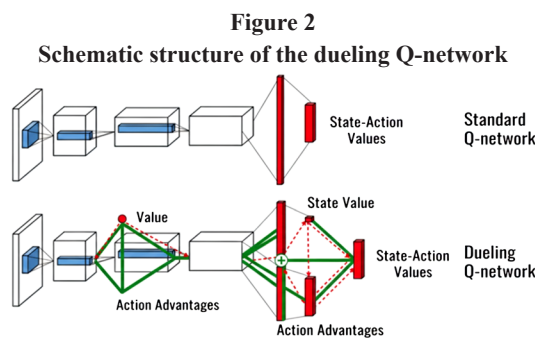 Figure 2
Schematic structure of the dueling Q-network
State-Action
Values
Standard
Q-network
Value
State Value
State-Action
Values
Dueling
Q-network
Action Advantages
Action Advantages